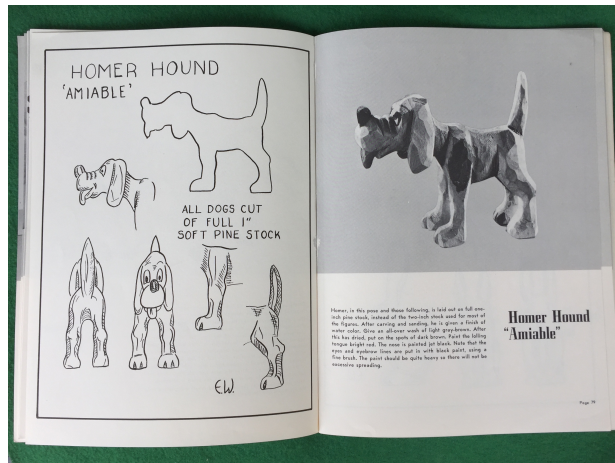 HOMER HOUND
'AMIABLE'
ALL DOGS CUT
OF FULL 1"
SOFT PINE STOCK
E.W.
Homer, in this pose and those following, is laid out on full one-
inch pine stock, instead of the two-inch stock used for most of
the figures. After carving and sanding, he is given a finish of
water color. Give an all-over wash of light gray-brown. After
this has dried, put on the spots of dark brown. Paint the lolling
tongue bright red. The nose is painted jet black. Note that the
eyes and eyebrow lines are put in with black paint, using a
fine brush. The paint should be quite heavy so there will not be
excessive spreading.
Homer Hound
"Amiable"
Page 79